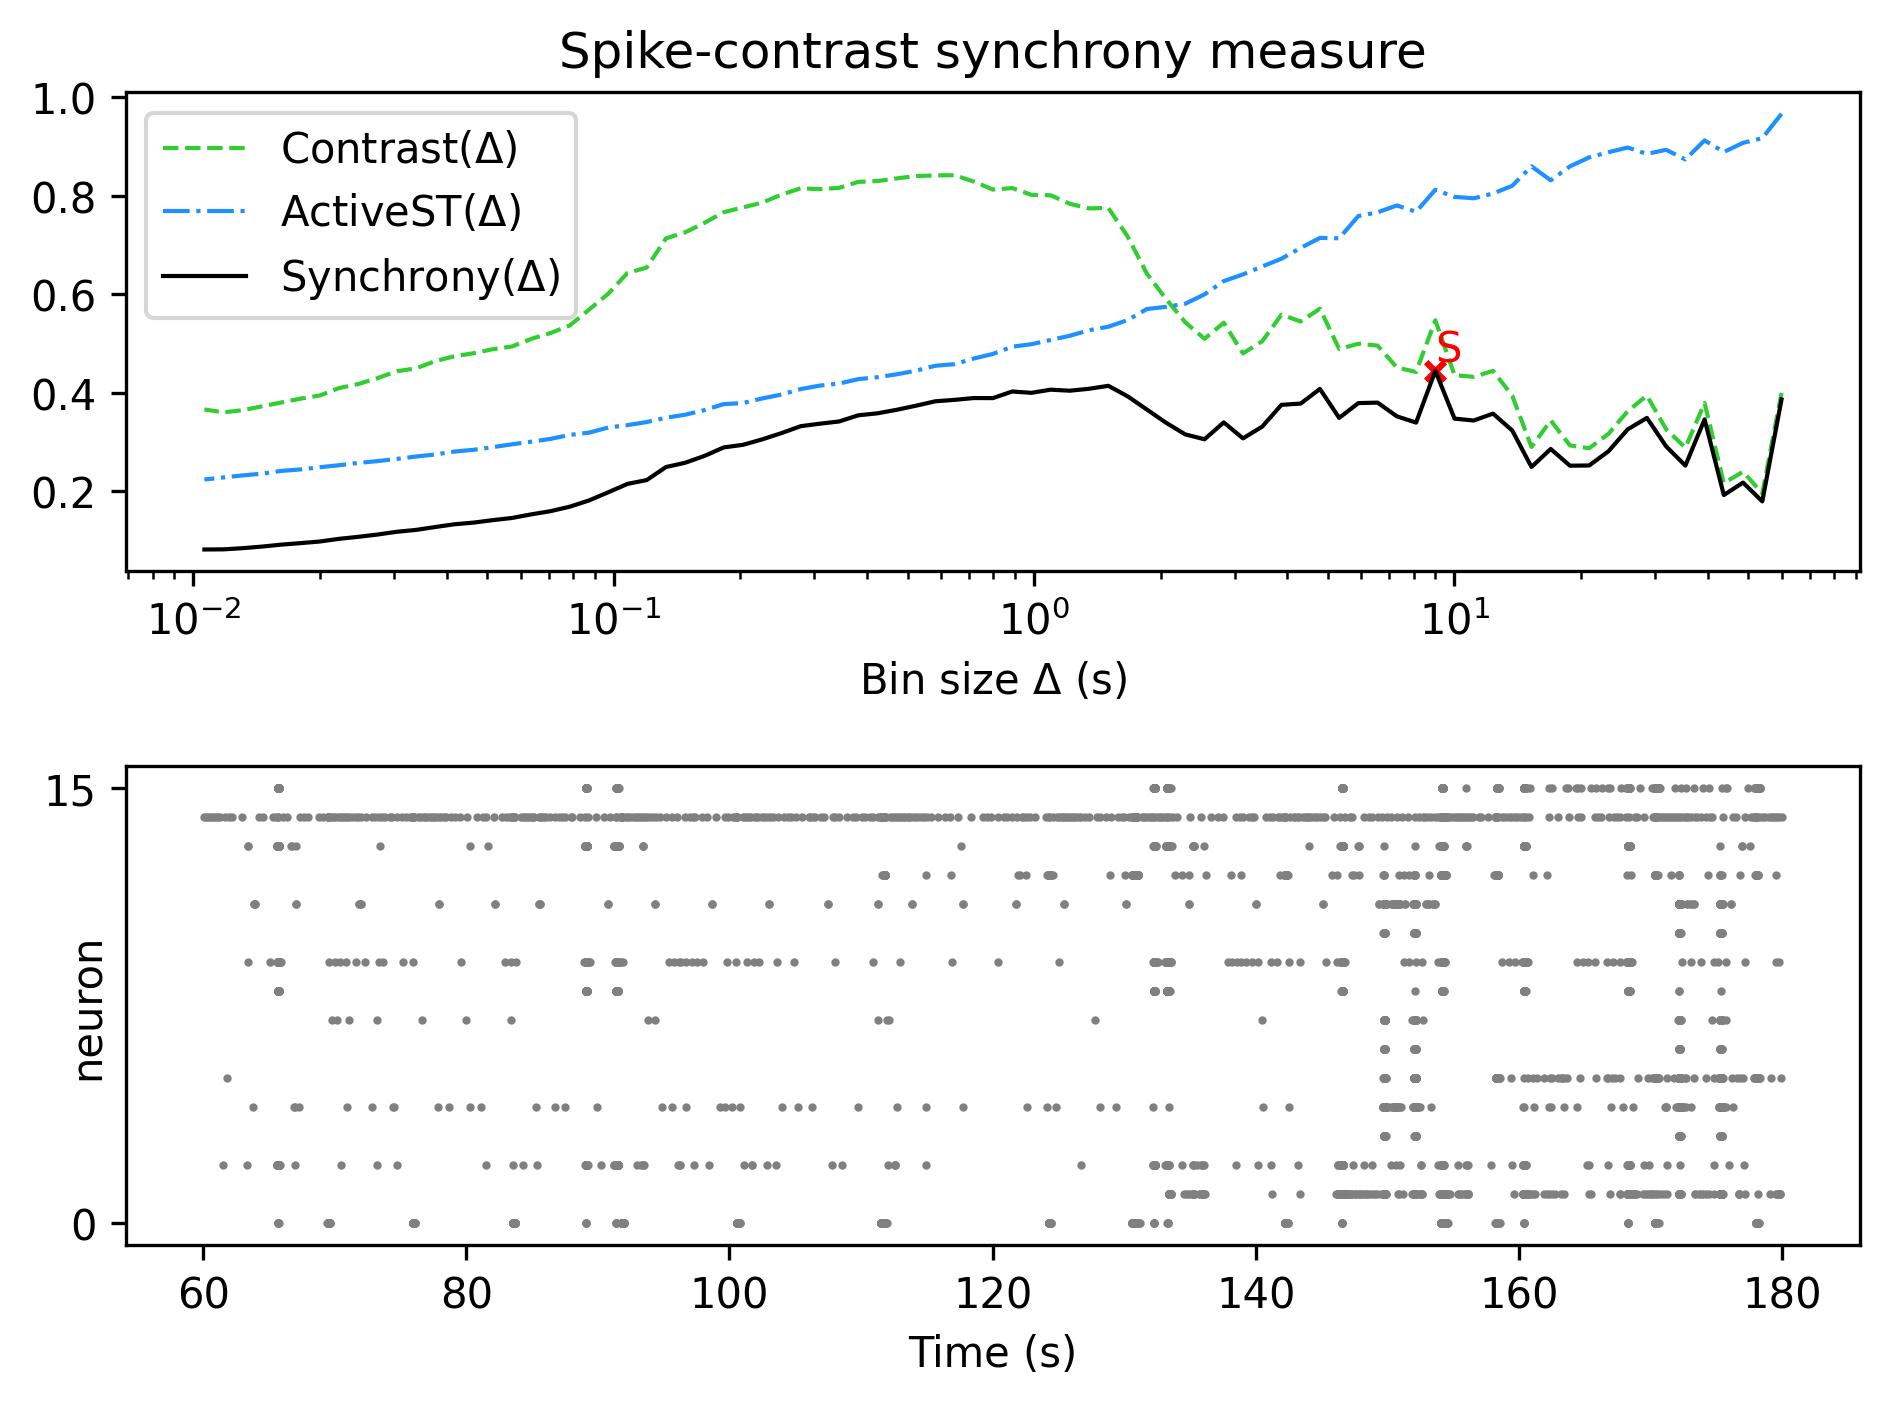 Spike-contrast synchrony measure
1.0
0.8
0.6
0.4
0.2
Contrast(Δ)
ActiveST(Δ)
Synchrony(Δ)
S
10⁻² 10⁻¹ 10⁰ 10¹
Bin size Δ (s)
15
0
neuron
60 80 100 120 140 160 180
Time (s)